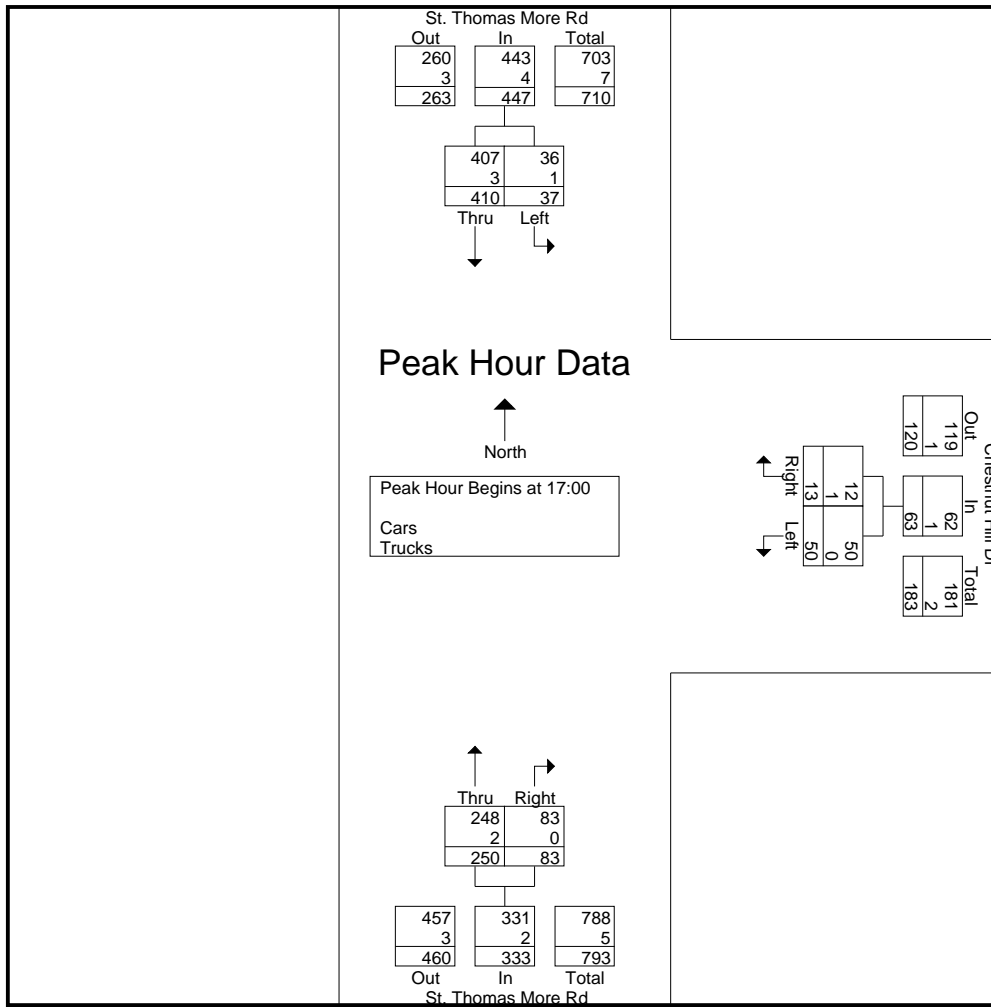 St. Thomas More Rd
Out In Total
260 443 703
3 4 7
263 447 710
407 36
3 1
410 37
Thru Left
Peak Hour Data
North
Peak Hour Begins at 17:00
Cars
Trucks
Chestnut Hill Dr
Out In Total
119 62 181
1 1 2
120 63 183
12 50
1 0
13 50
Right Left
Thru Right
248 83
2 0
250 83
457 331 788
3 2 5
460 333 793
Out In Total
St. Thomas More Rd